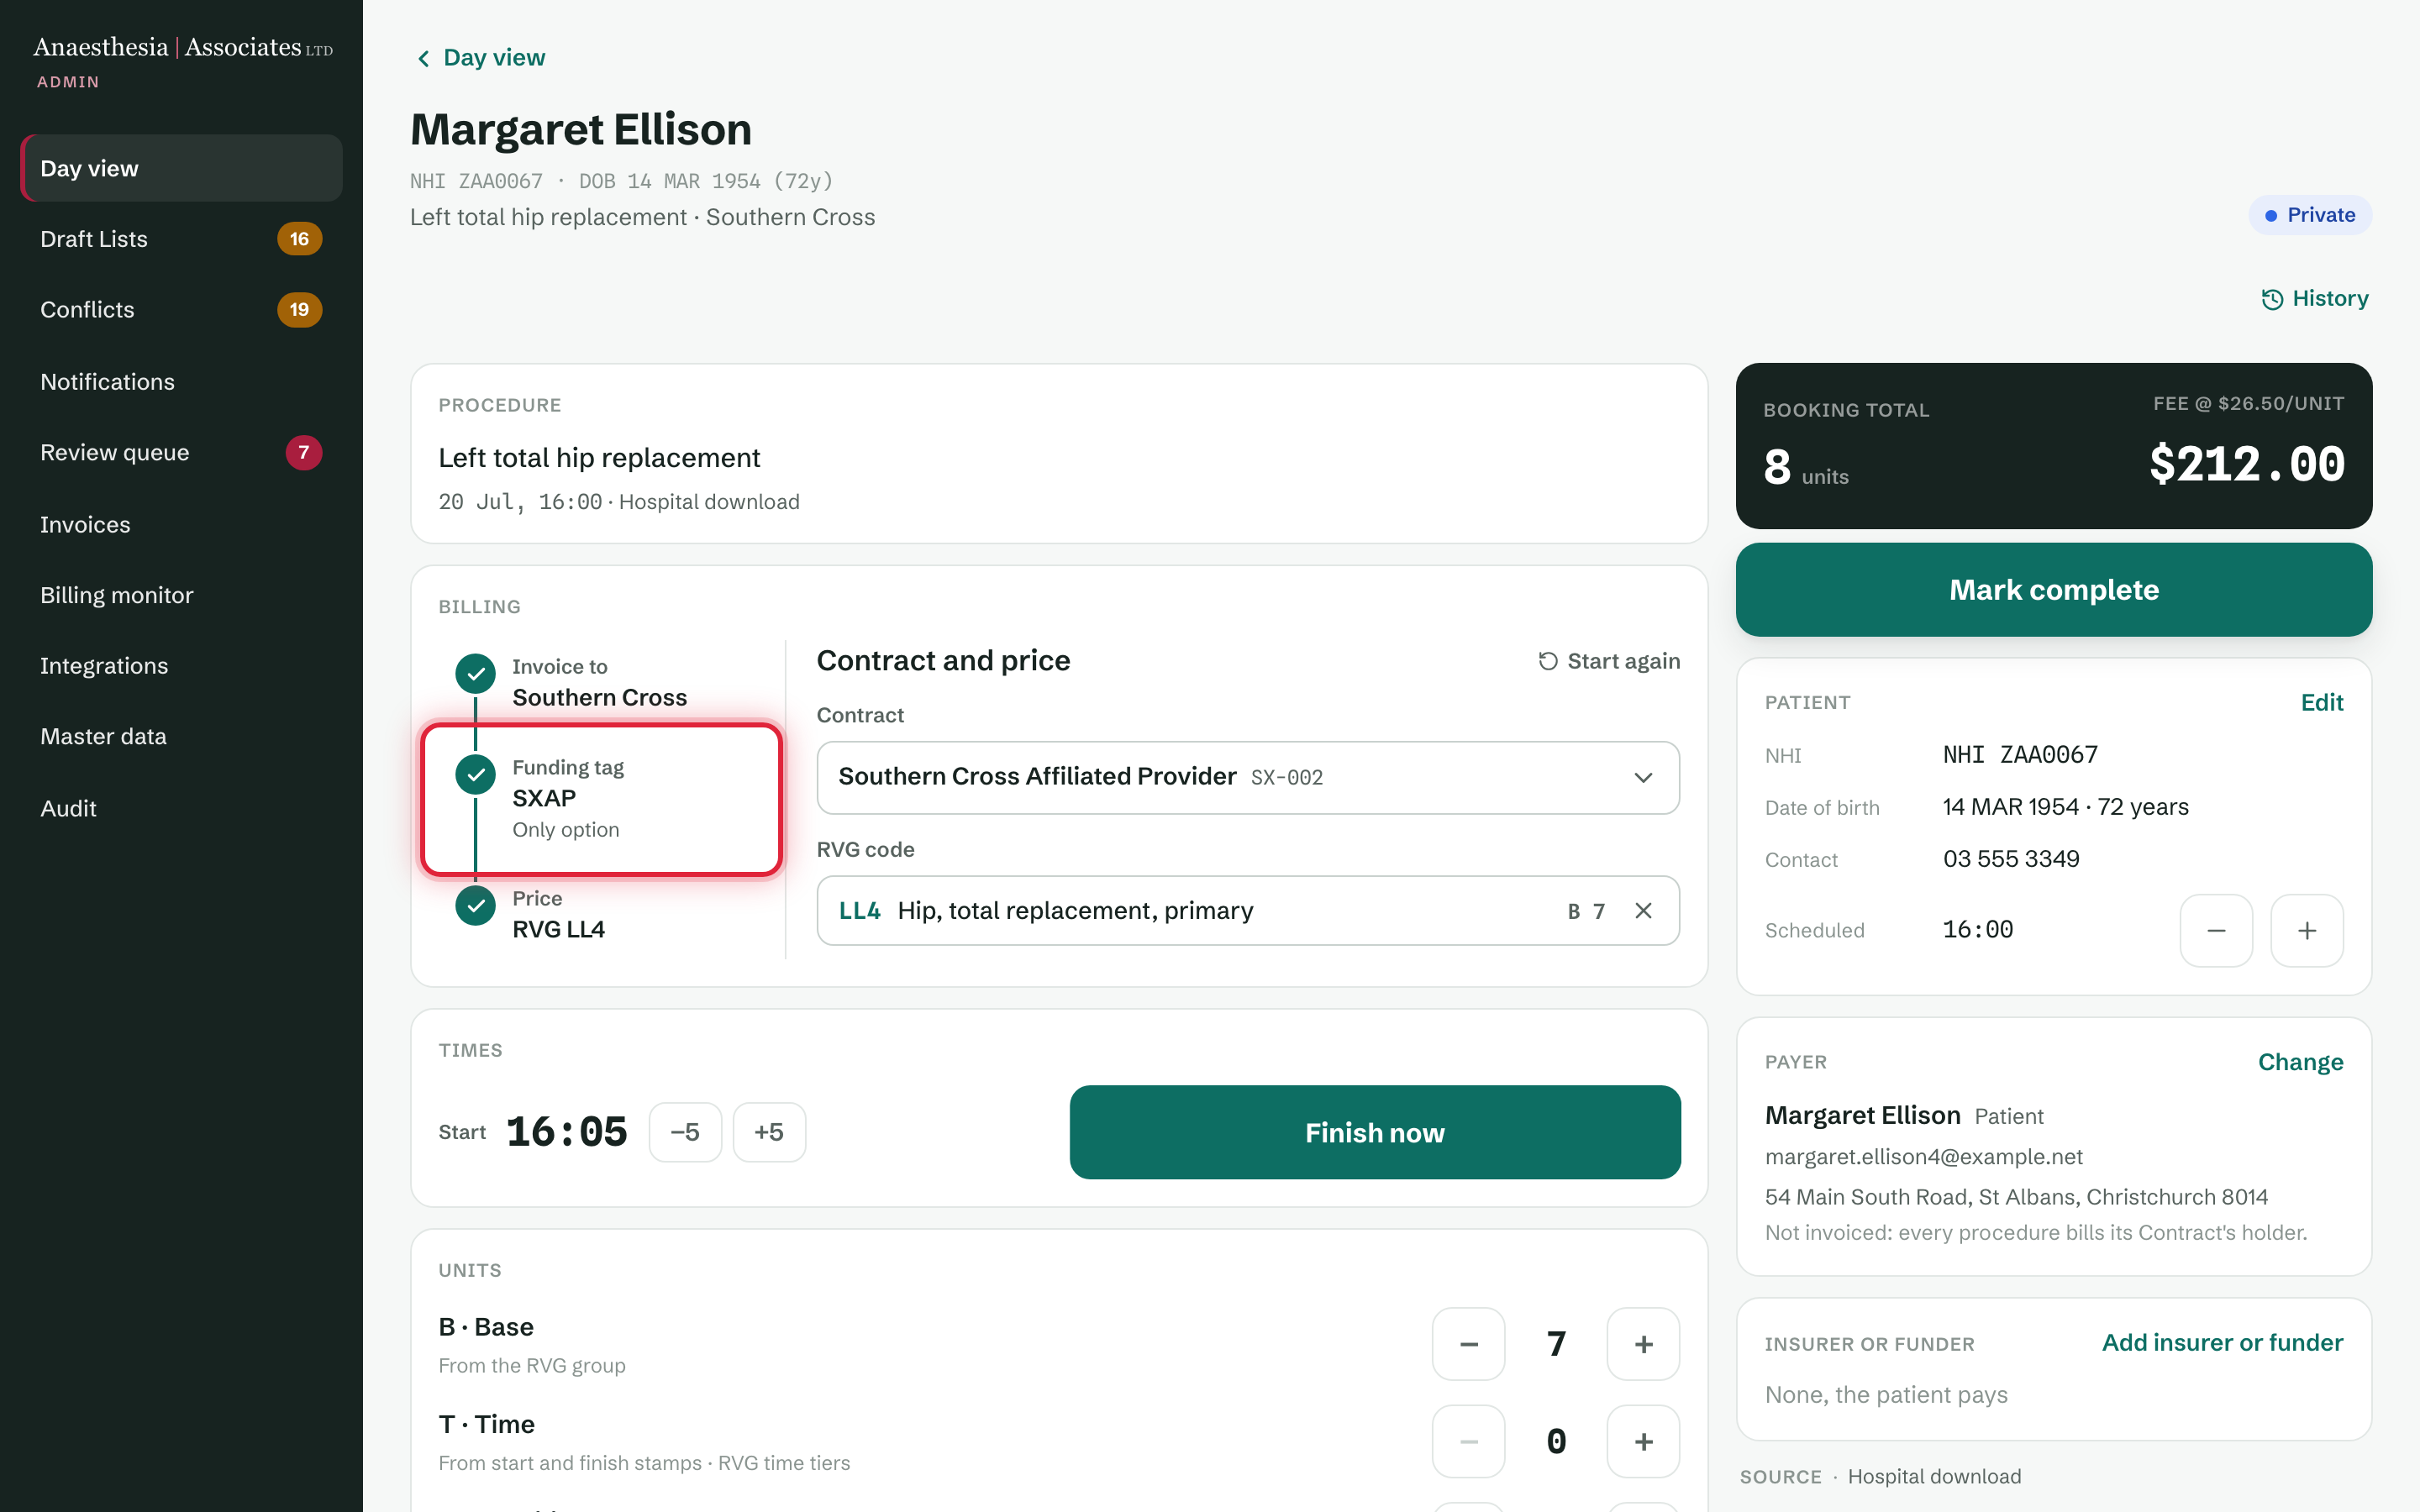 Anaesthesia | Associates LTD
ADMIN
Day view
Draft Lists 16
Conflicts 19
Notifications
Review queue 7
Invoices
Billing monitor
Integrations
Master data
Audit
Day view
Margaret Ellison
NHI ZAA0067 · DOB 14 MAR 1954 (72y)
Left total hip replacement · Southern Cross
Private
History
PROCEDURE
Left total hip replacement
20 Jul, 16:00 · Hospital download
BILLING
Invoice to
Southern Cross
Funding tag
SXAP
Only option
Price
RVG LL4
Contract and price
Start again
Contract
Southern Cross Affiliated Provider SX-002
RVG code
LL4 Hip, total replacement, primary B 7
TIMES
Start 16:05 −5 +5
Finish now
UNITS
B · Base
From the RVG group
− 7 +
T · Time
From start and finish stamps · RVG time tiers
− 0 +
BOOKING TOTAL
8 units
FEE @ $26.50/UNIT
$212.00
Mark complete
PATIENT Edit
NHI NHI ZAA0067
Date of birth 14 MAR 1954 · 72 years
Contact 03 555 3349
Scheduled 16:00 − +
PAYER Change
Margaret Ellison Patient
margaret.ellison4@example.net
54 Main South Road, St Albans, Christchurch 8014
Not invoiced: every procedure bills its Contract's holder.
INSURER OR FUNDER Add insurer or funder
None, the patient pays
SOURCE · Hospital download